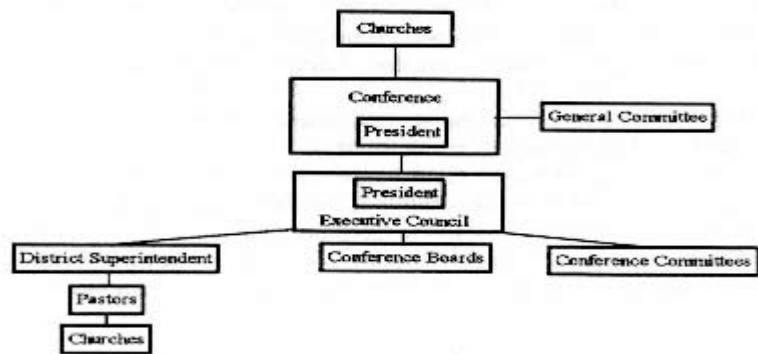 Churches
Conference
President
General Committee
President
Executive Council
District Superintendent
Conference Boards
Conference Committees
Pastors
Churches